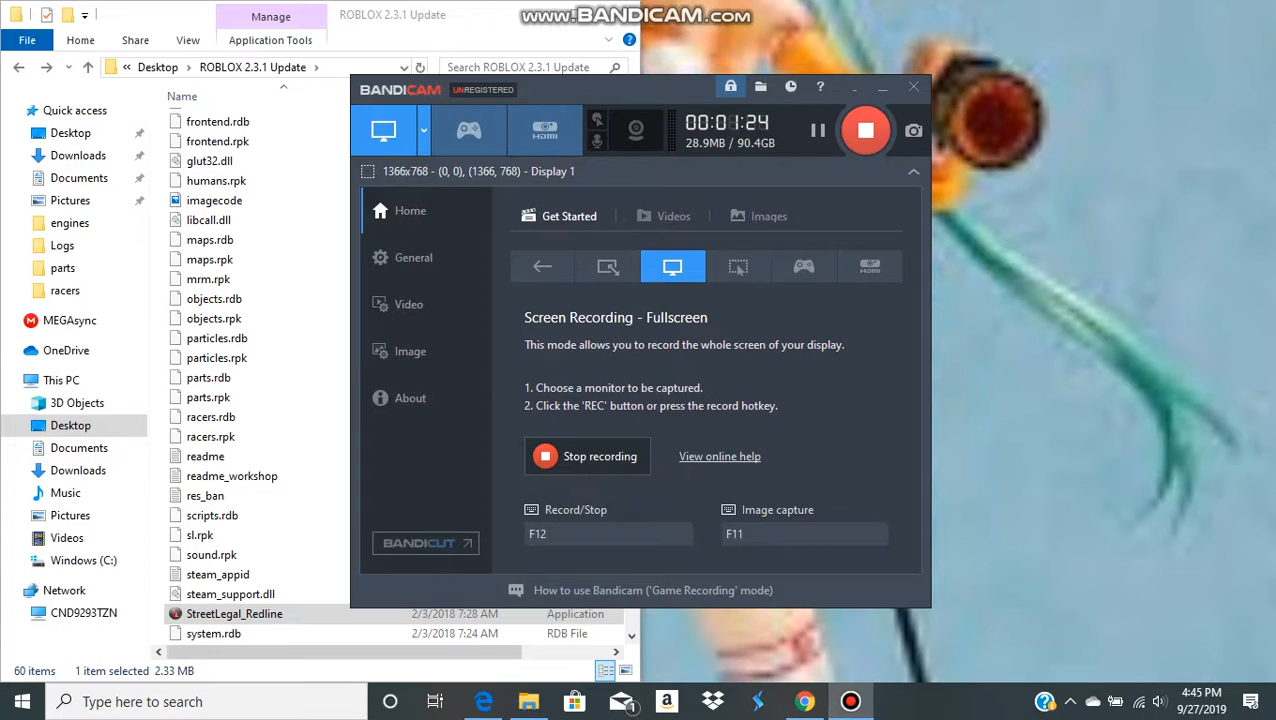 Manage
ROBLOX 2.3.1 Update
www.BANDICAM.com
File
Home
Share
View
Application Tools
Desktop
ROBLOX 2.3.1 Update
Search ROBLOX 2.3.1 Update
Name
Quick access
Desktop
Downloads
Documents
Pictures
engines
Logs
parts
racers
MEGAsync
OneDrive
This PC
3D Objects
Desktop
Documents
Downloads
Music
Pictures
Videos
Windows (C:)
Network
CND9293TZN
frontend.rdb
frontend.rpk
glut32.dll
humans.rpk
imagecode
libcall.dll
maps.rdb
maps.rpk
mrm.rpk
objects.rdb
objects.rpk
particles.rdb
particles.rpk
parts.rdb
parts.rpk
racers.rdb
racers.rpk
readme
readme_workshop
res_ban
scripts.rdb
sl.rpk
sound.rpk
steam_appid
steam_support.dll
StreetLegal_Redline 2/3/2018 7:28 AM Application
system.rdb 2/3/2018 7:24 AM RDB File
60 items 1 item selected 2.33 MB
BANDICAM UNREGISTERED
HDMI
00:01:24
28.9MB / 90.4GB
1366x768 - (0, 0), (1366, 768) - Display 1
Home
General
Video
Image
About
BANDICUT
Get Started
Videos
Images
HDMI
Screen Recording - Fullscreen
This mode allows you to record the whole screen of your display.
1. Choose a monitor to be captured.
2. Click the 'REC' button or press the record hotkey.
Stop recording
View online help
Record/Stop
Image capture
F12
F11
How to use Bandicam ('Game Recording' mode)
Type here to search
1
4:45 PM
9/27/2019